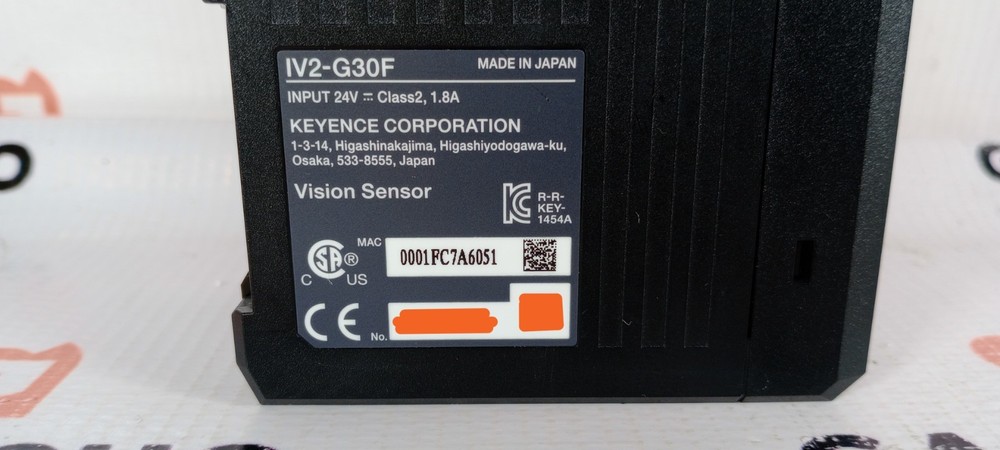 IV2-G30F MADE IN JAPAN
INPUT 24V ⎓ Class2, 1.8A
KEYENCE CORPORATION
1-3-14, Higashinakajima, Higashiyodogawa-ku,
Osaka, 533-8555, Japan
Vision Sensor
R-R-
KEY-
1454A
MAC 0001FC7A6051
SA ®
C US
CE No.